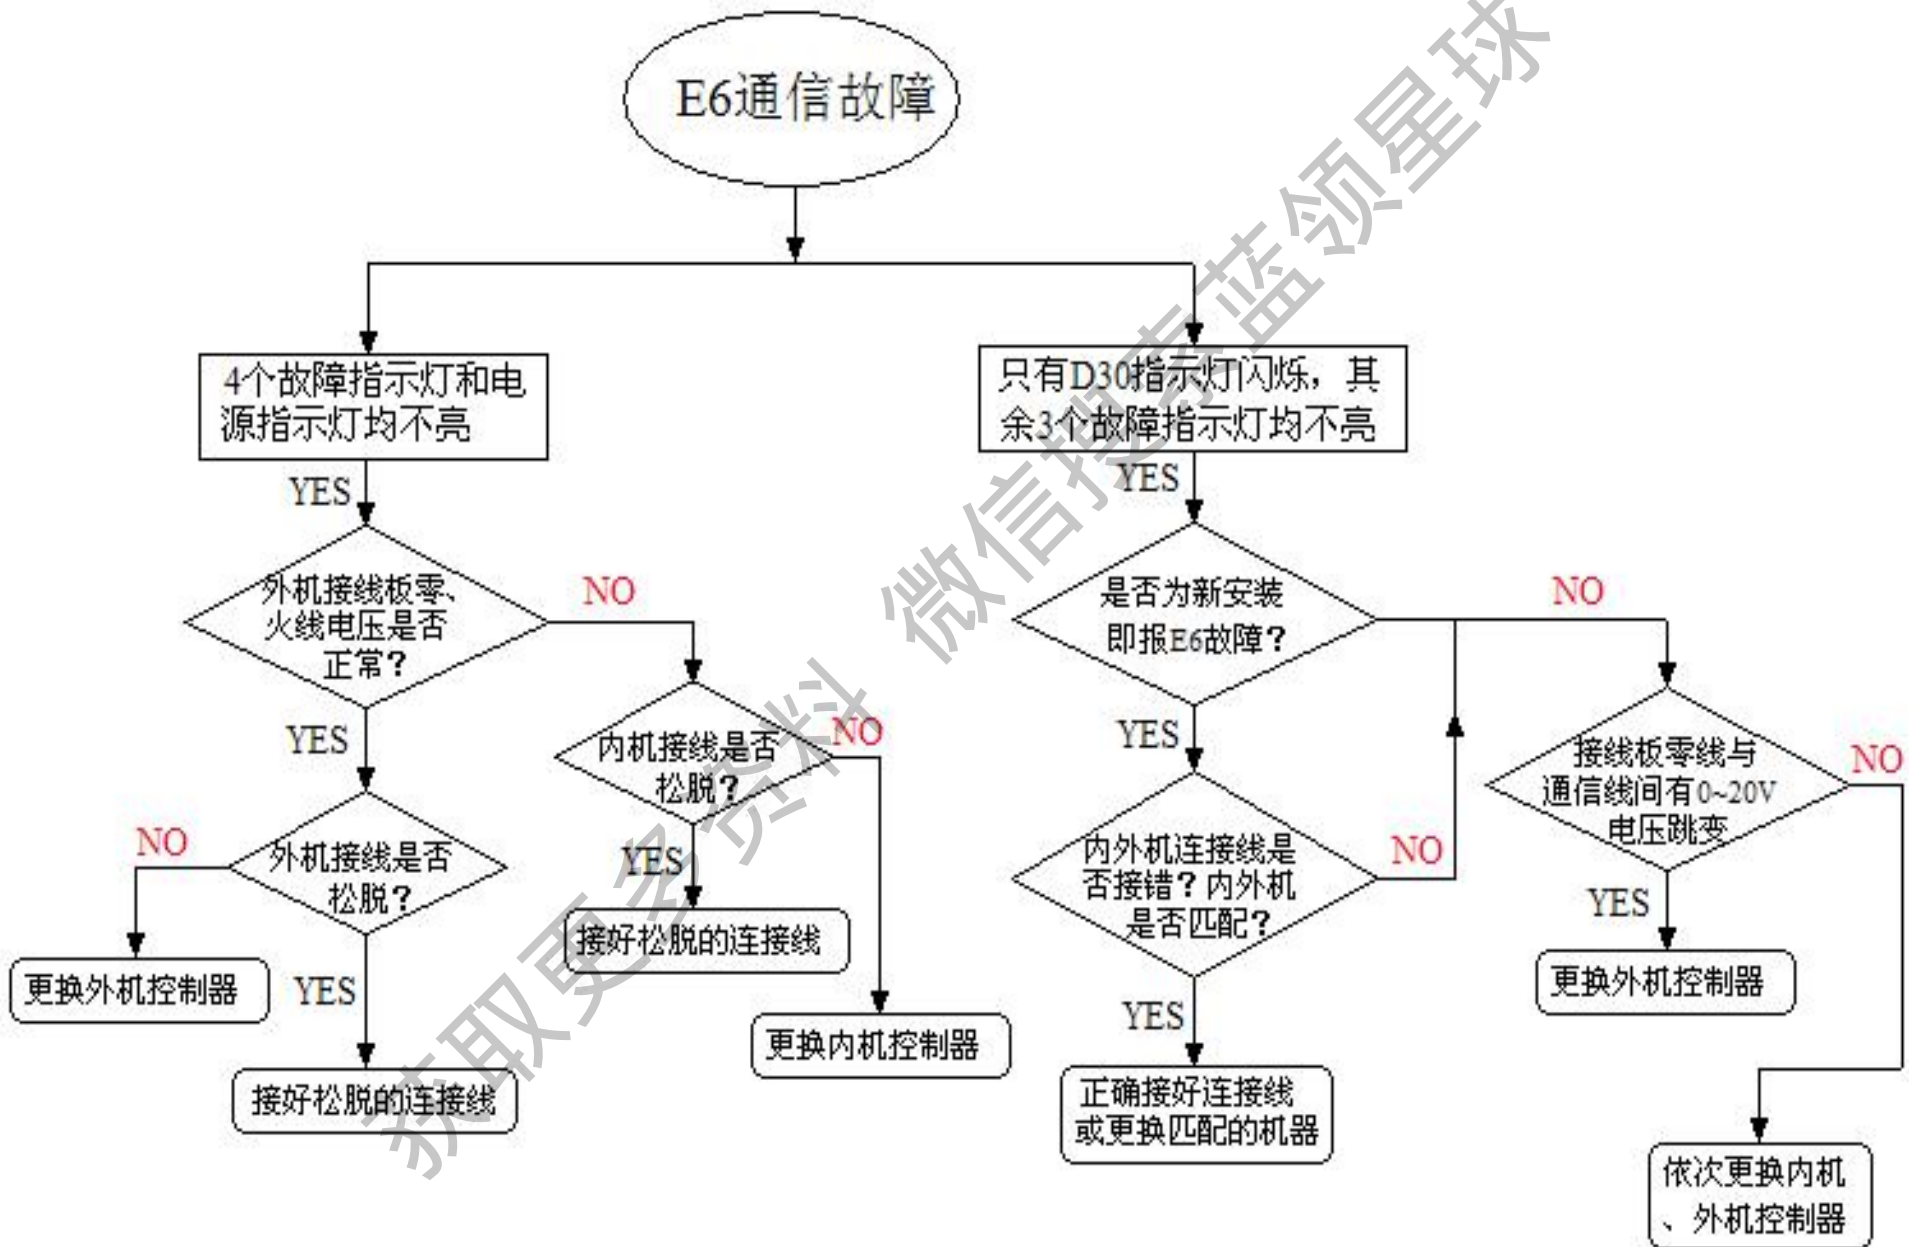 E6通信故障
4个故障指示灯和电
源指示灯均不亮
YES
外机接线板零、
火线电压是否
正常？
NO
YES
内机接线是否
松脱？
NO
YES
接好松脱的连接线
更换内机控制器
外机接线是否
松脱？
NO
更换外机控制器
YES
接好松脱的连接线
只有D30指示灯闪烁，其
余3个故障指示灯均不亮
YES
是否为新安装
即报E6故障？
NO
YES
内外机连接线是
否接错？内外机
是否匹配？
NO
YES
正确接好连接线
或更换匹配的机器
接线板零线与
通信线间有0~20V
电压跳变
NO
YES
更换外机控制器
依次更换内机
、外机控制器
获取更多资料 微信搜索蓝领星球